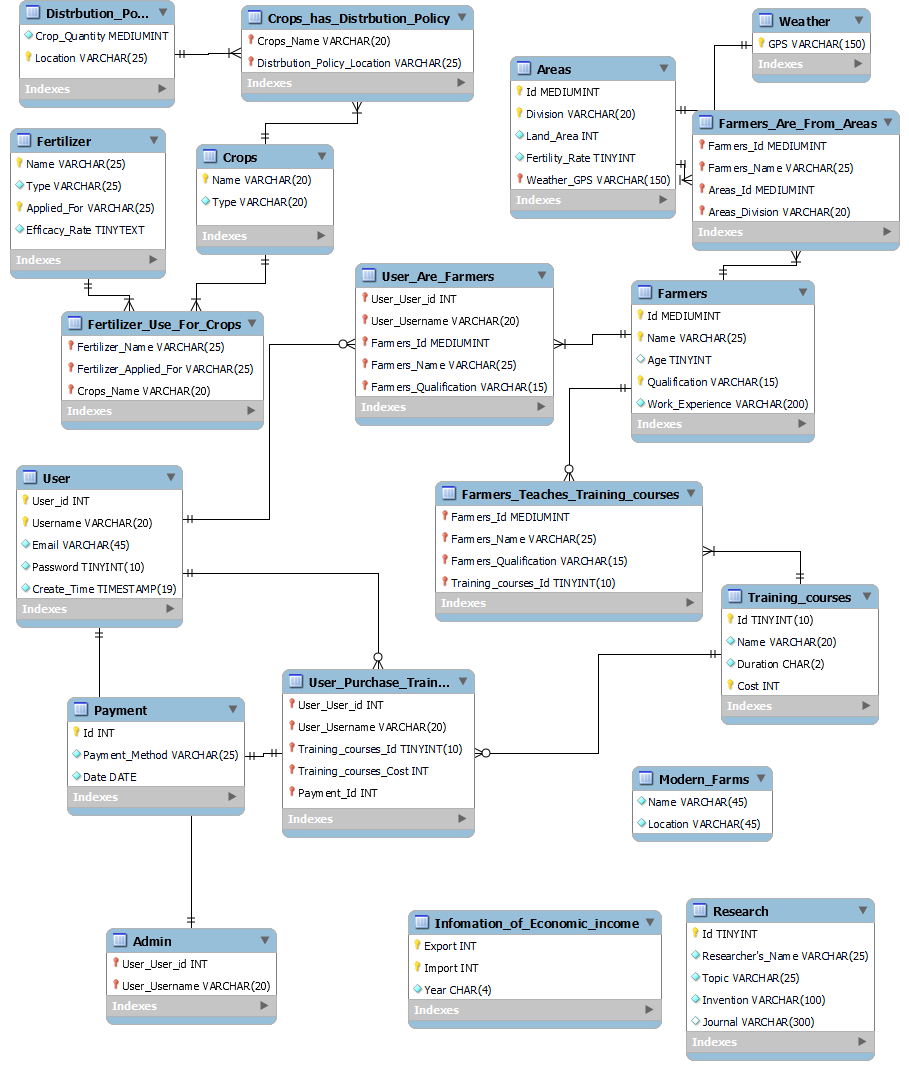 Distrbution_Po...
Crop_Quantity MEDIUMINT
Location VARCHAR(25)
Indexes
Crops_has_Distrbution_Policy
Crops_Name VARCHAR(20)
Distrbution_Policy_Location VARCHAR(25)
Indexes
Weather
GPS VARCHAR(150)
Indexes
Areas
Id MEDIUMINT
Division VARCHAR(20)
Land_Area INT
Fertility_Rate TINYINT
Weather_GPS VARCHAR(150)
Indexes
Farmers_Are_From_Areas
Farmers_Id MEDIUMINT
Farmers_Name VARCHAR(25)
Areas_Id MEDIUMINT
Areas_Division VARCHAR(20)
Indexes
Fertilizer
Name VARCHAR(25)
Type VARCHAR(25)
Applied_For VARCHAR(25)
Efficacy_Rate TINYTEXT
Indexes
Crops
Name VARCHAR(20)
Type VARCHAR(20)
Indexes
User_Are_Farmers
User_User_id INT
User_Username VARCHAR(20)
Farmers_Id MEDIUMINT
Farmers_Name VARCHAR(25)
Farmers_Qualification VARCHAR(15)
Indexes
Farmers
Id MEDIUMINT
Name VARCHAR(25)
Age TINYINT
Qualification VARCHAR(15)
Work_Experience VARCHAR(200)
Indexes
Fertilizer_Use_For_Crops
Fertilizer_Name VARCHAR(25)
Fertilizer_Applied_For VARCHAR(25)
Crops_Name VARCHAR(20)
Indexes
User
User_id INT
Username VARCHAR(20)
Email VARCHAR(45)
Password TINYINT(10)
Create_Time TIMESTAMP(19)
Indexes
Farmers_Teaches_Training_courses
Farmers_Id MEDIUMINT
Farmers_Name VARCHAR(25)
Farmers_Qualification VARCHAR(15)
Training_courses_Id TINYINT(10)
Indexes
Training_courses
Id TINYINT(10)
Name VARCHAR(20)
Duration CHAR(2)
Cost INT
Indexes
User_Purchase_Train...
User_User_id INT
User_Username VARCHAR(20)
Training_courses_Id TINYINT(10)
Training_courses_Cost INT
Payment_Id INT
Indexes
Payment
Id INT
Payment_Method VARCHAR(25)
Date DATE
Indexes
Modern_Farms
Name VARCHAR(45)
Location VARCHAR(45)
Admin
User_User_id INT
User_Username VARCHAR(20)
Indexes
Infomation_of_Economic_income
Export INT
Import INT
Year CHAR(4)
Indexes
Research
Id TINYINT
Researcher's_Name VARCHAR(25)
Topic VARCHAR(25)
Invention VARCHAR(100)
Journal VARCHAR(300)
Indexes